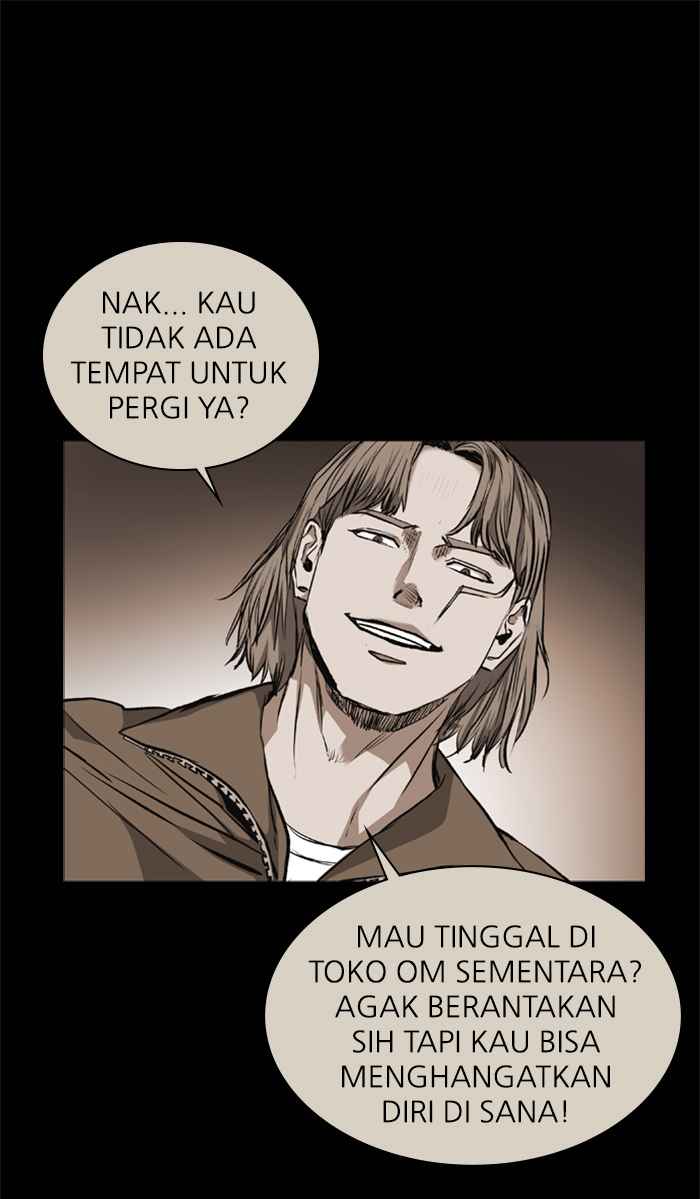 NAK... KAU
TIDAK ADA
TEMPAT UNTUK
PERGI YA?
MAU TINGGAL DI
TOKO OM SEMENTARA?
AGAK BERANTAKAN
SIH TAPI KAU BISA
MENGHANGATKAN
DIRI DI SANA!